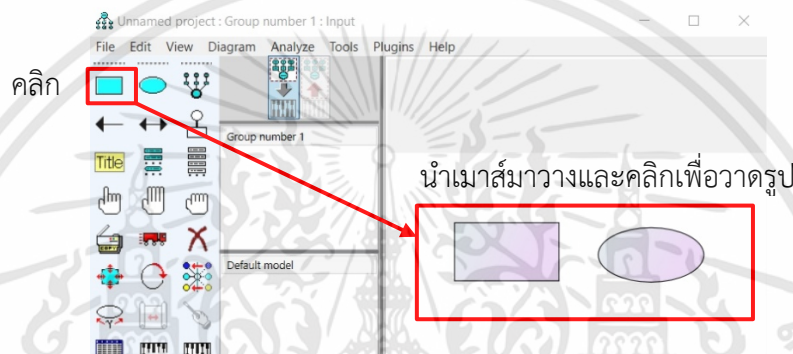 Unnamed project : Group number 1 : Input
File Edit View Diagram Analyze Tools Plugins Help
คลิก
Group number 1
Title
นำเมาส์มาวางและคลิกเพื่อวาดรูป
Default model